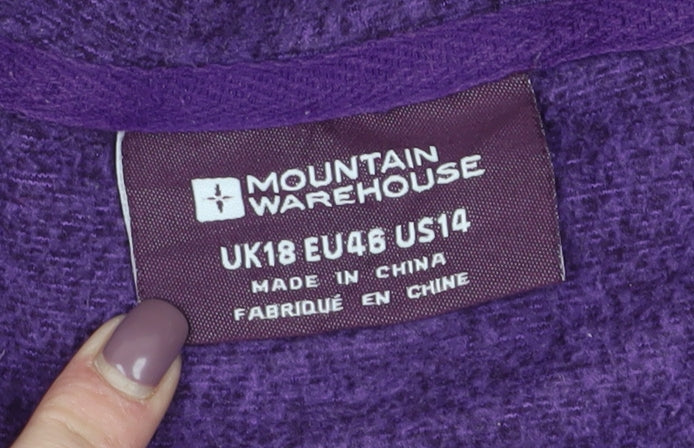 MOUNTAIN
WAREHOUSE
UK18 EU46 US14
MADE IN CHINA
FABRIQUÉ EN CHINE